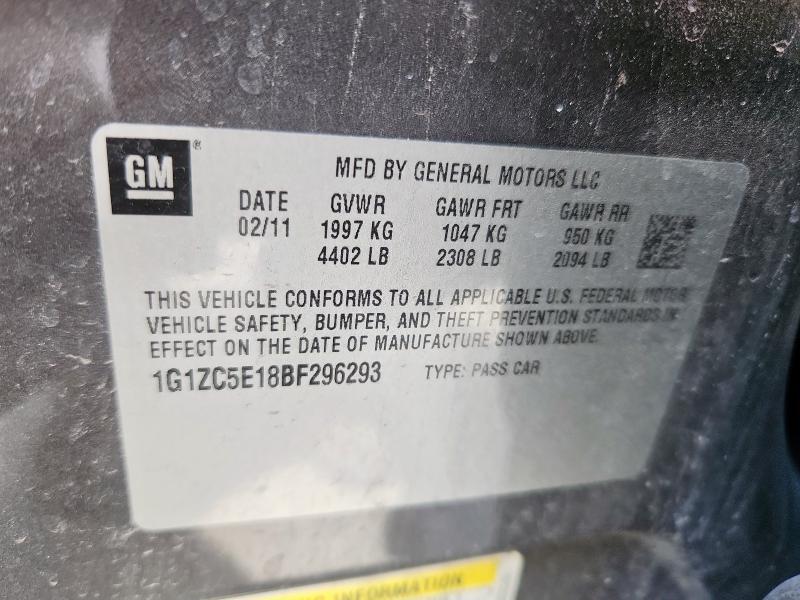 GM®
MFD BY GENERAL MOTORS LLC
DATE GVWR GAWR FRT GAWR RR
02/11 1997 KG 1047 KG 950 KG
4402 LB 2308 LB 2094 LB
THIS VEHICLE CONFORMS TO ALL APPLICABLE U.S. FEDERAL MOTOR
VEHICLE SAFETY, BUMPER, AND THEFT PREVENTION STANDARDS IN
EFFECT ON THE DATE OF MANUFACTURE SHOWN ABOVE.
1G1ZC5E18BF296293 TYPE: PASS CAR
INFORMATION